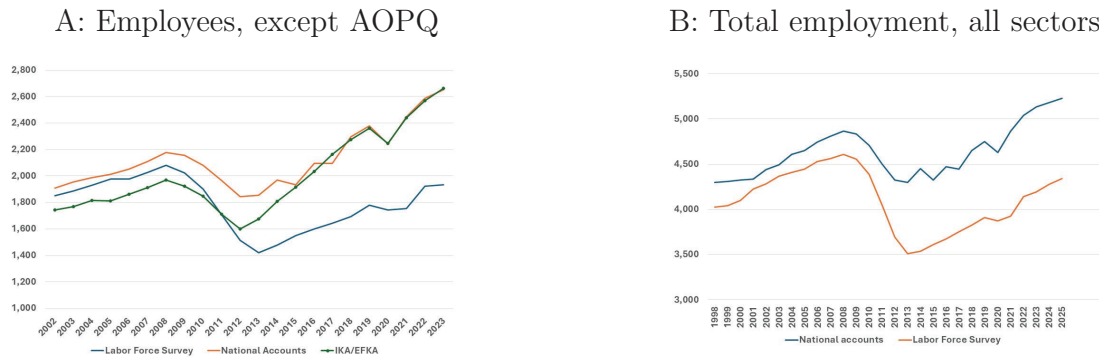 A: Employees, except AOPQ
2,800
2,600
2,400
2,200
2,000
1,800
1,600
1,400
1,200
1,000
2002 2003 2004 2005 2006 2007 2008 2009 2010 2011 2012 2013 2014 2015 2016 2017 2018 2019 2020 2021 2022 2023
Labor Force Survey National Accounts IKA/EFKA
B: Total employment, all sectors
5,500
5,000
4,500
4,000
3,500
3,000
1998 1999 2000 2001 2002 2003 2004 2005 2006 2007 2008 2009 2010 2011 2012 2013 2014 2015 2016 2017 2018 2019 2020 2021 2022 2023 2024 2025
National accounts Labor Force Survey